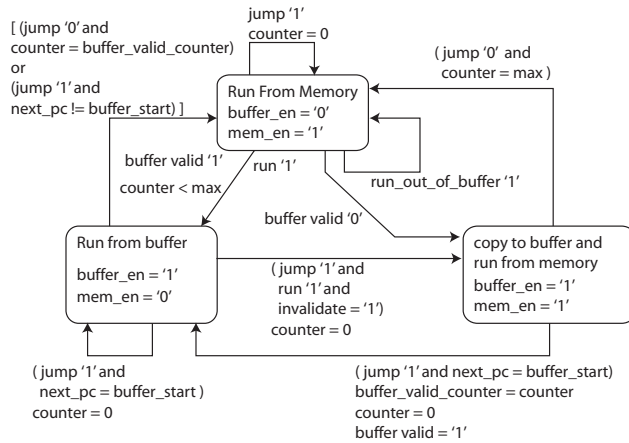 [ (jump ‘0’ and
counter = buffer_valid_counter)
or
(jump ‘1’ and
next_pc != buffer_start) ]
jump ‘1’
counter = 0
( jump ‘0’ and
counter = max )
Run From Memory
buffer_en = ‘0’
mem_en = ‘1’
buffer valid ‘1’
counter < max
run ‘1’
run_out_of_buffer ‘1’
buffer valid ‘0’
Run from buffer
buffer_en = ‘1’
mem_en = ‘0’
copy to buffer and
run from memory
buffer_en = ‘1’
mem_en = ‘1’
( jump ‘1’ and
run ‘1’ and
invalidate = ‘1’)
counter = 0
( jump ‘1’ and
next_pc = buffer_start )
counter = 0
( jump ‘1’ and next_pc = buffer_start)
buffer_valid_counter = counter
counter = 0
buffer valid = ‘1’